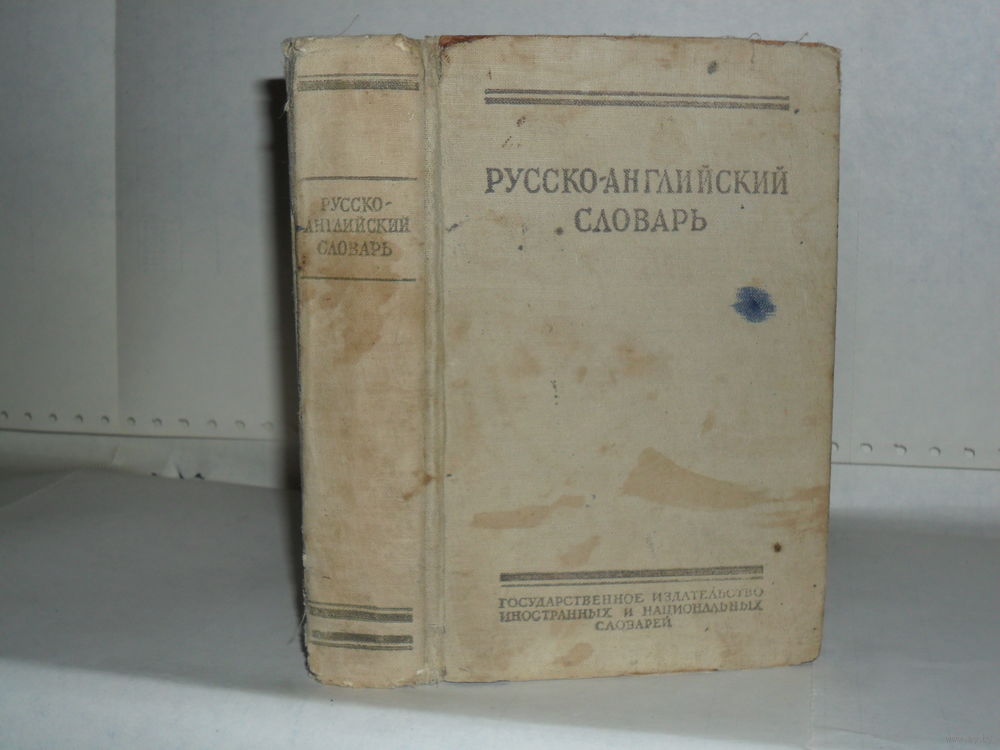 РУССКО-
АНГЛИЙСКИЙ
СЛОВАРЬ
РУССКО-АНГЛИЙСКИЙ
СЛОВАРЬ
ГОСУДАРСТВЕННОЕ ИЗДАТЕЛЬСТВО
ИНОСТРАННЫХ И НАЦИОНАЛЬНЫХ
СЛОВАРЕЙ